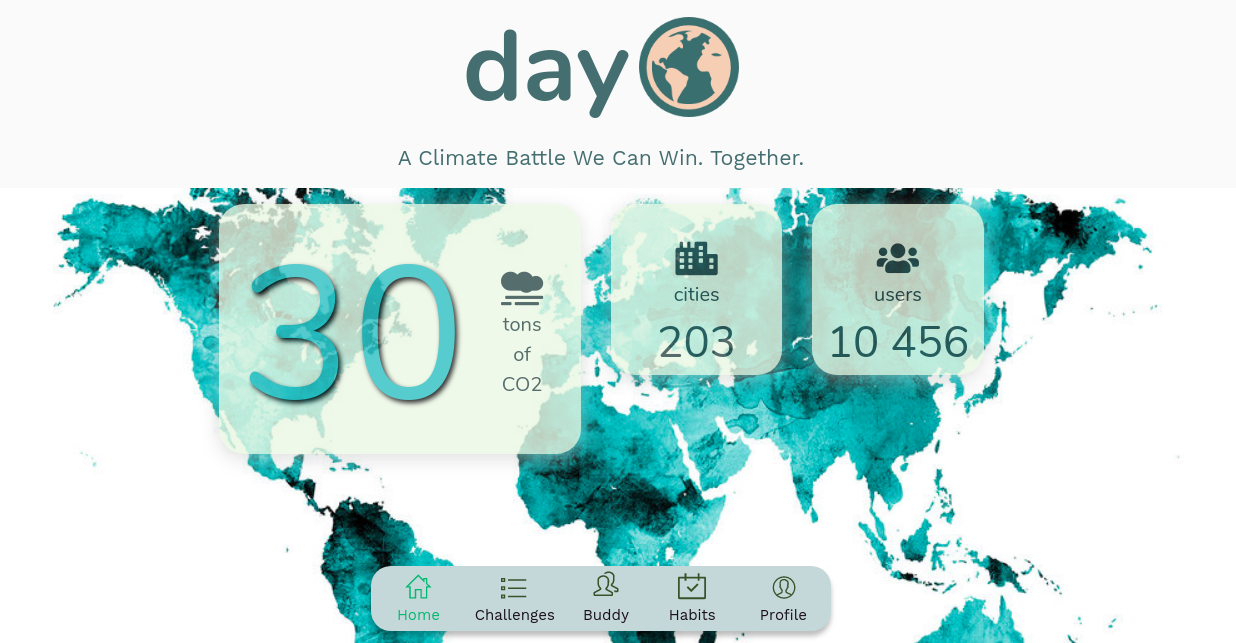 day
A Climate Battle We Can Win. Together.
30
tons
of
CO2
cities
203
users
10 456
Home
Challenges
Buddy
Habits
Profile